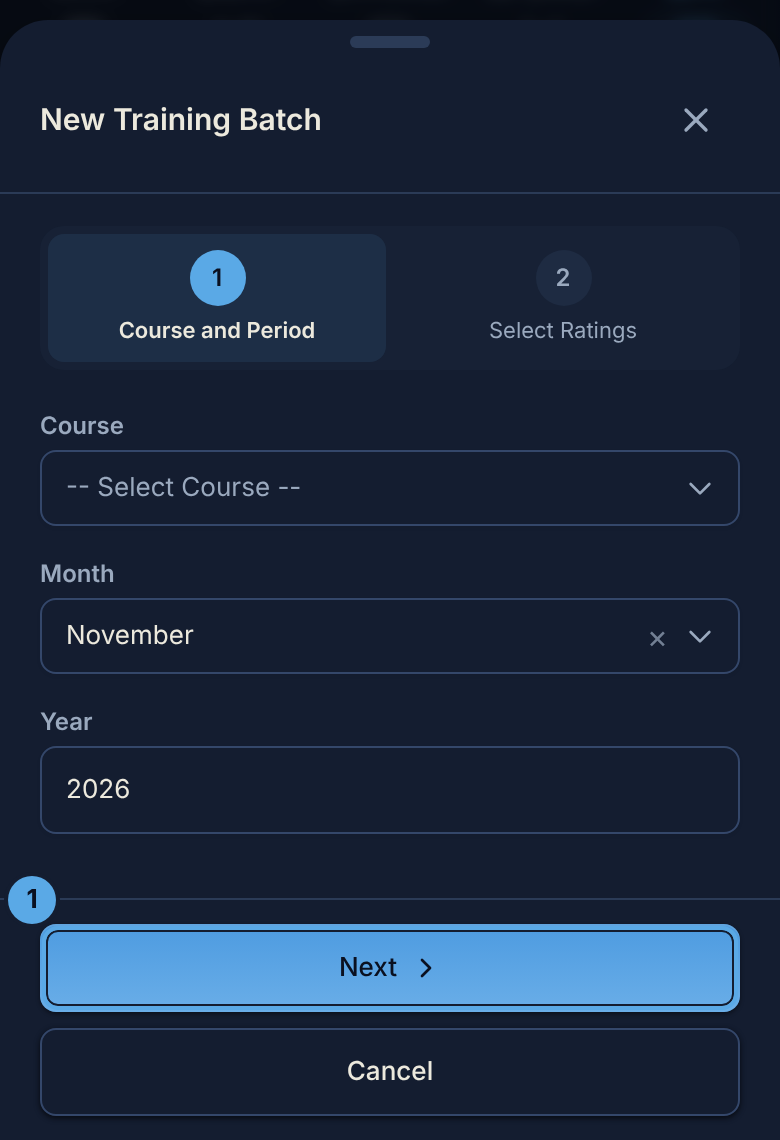 New Training Batch
1
Course and Period
2
Select Ratings
Course
-- Select Course --
Month
November
Year
2026
1
Next
Cancel